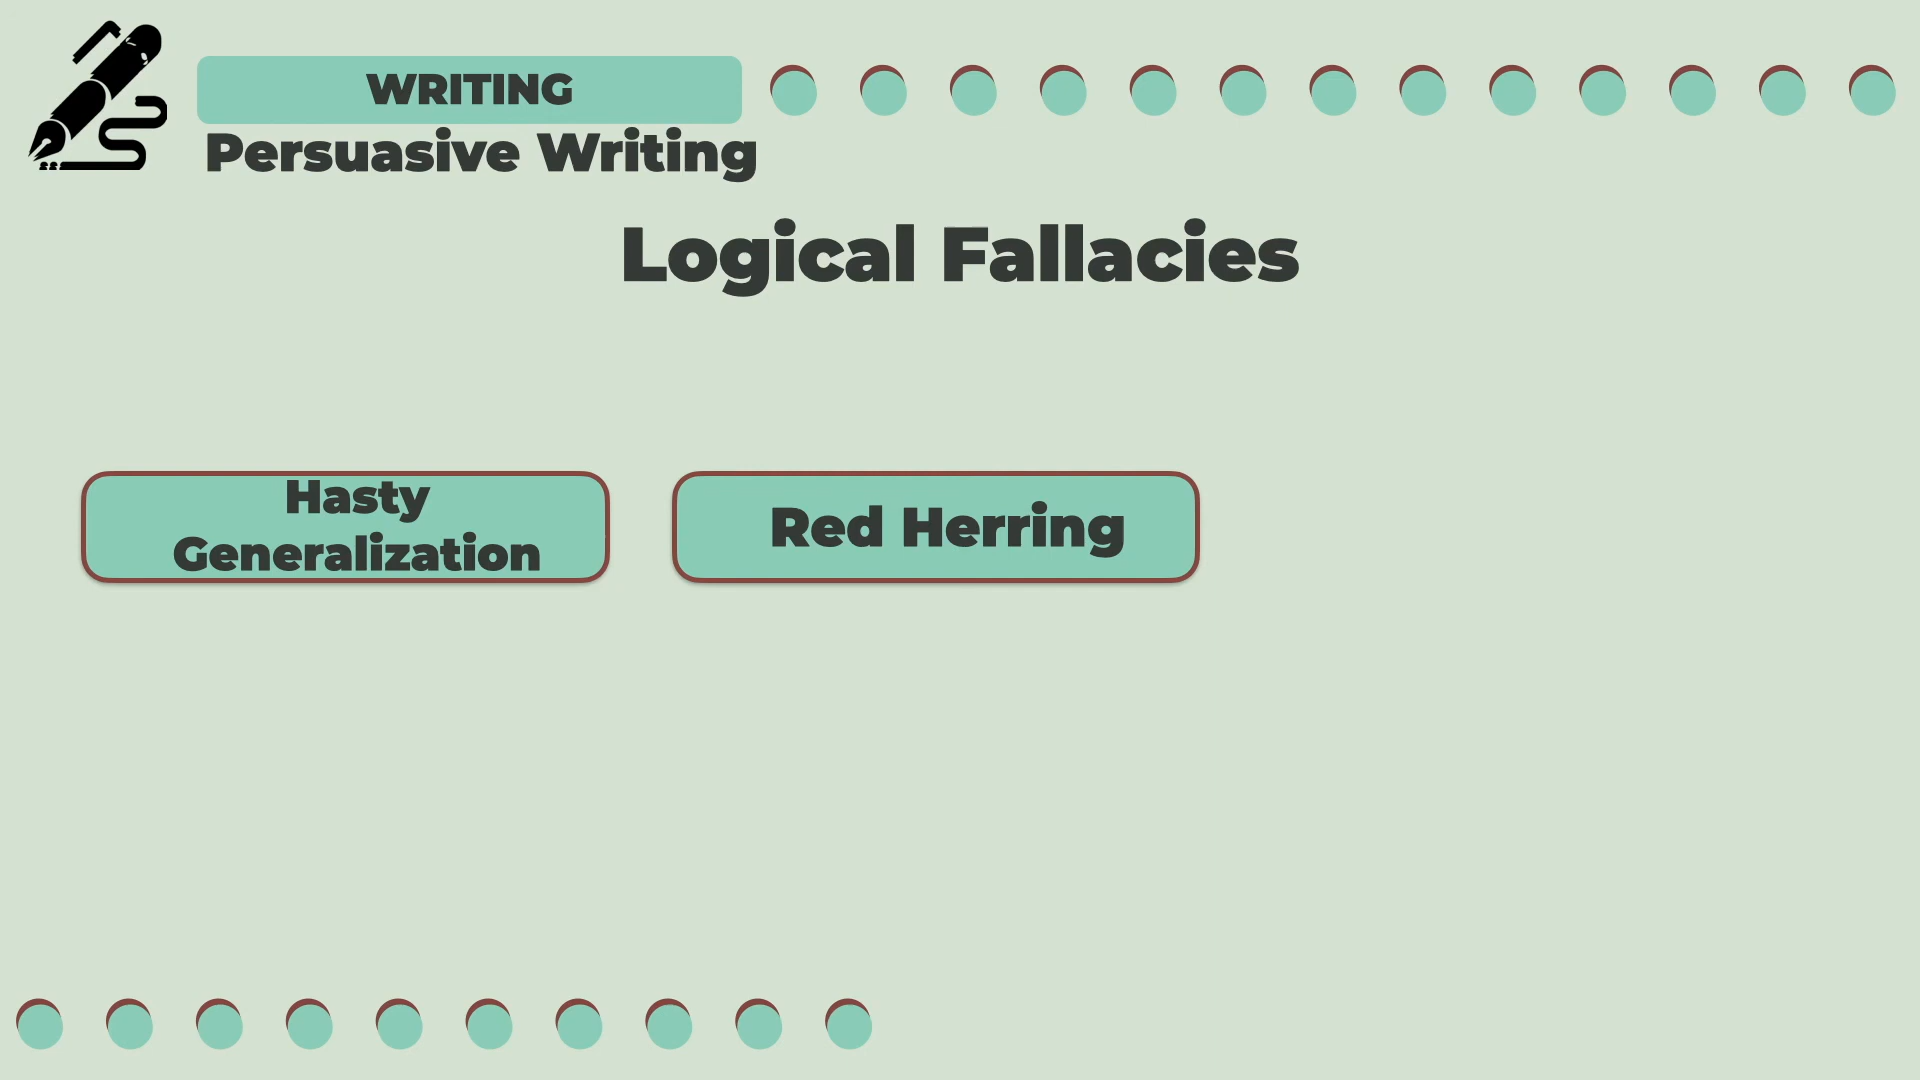 WRITING
Persuasive Writing
Logical Fallacies
Hasty
Generalization
Red Herring